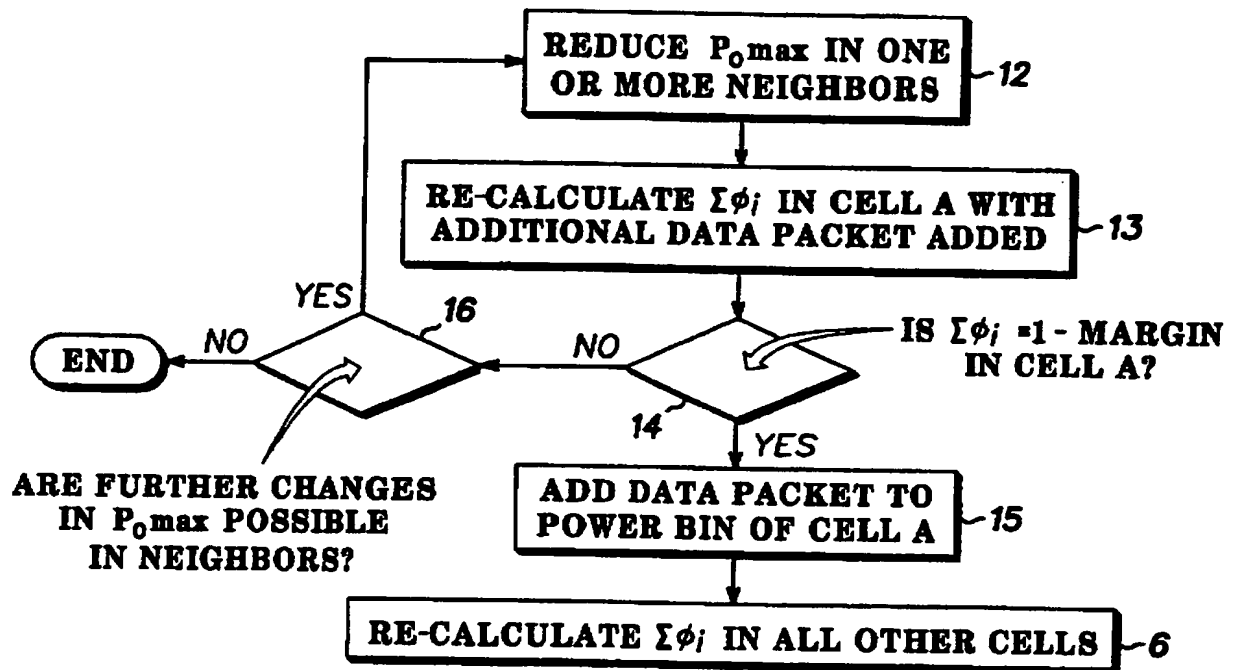 REDUCE P₀max IN ONE
OR MORE NEIGHBORS
12
RE-CALCULATE Σϕᵢ IN CELL A WITH
ADDITIONAL DATA PACKET ADDED
13
YES
16
NO
END
NO
IS Σϕᵢ =1 - MARGIN
IN CELL A?
14
YES
ARE FURTHER CHANGES
IN P₀max POSSIBLE
IN NEIGHBORS?
ADD DATA PACKET TO
POWER BIN OF CELL A
15
RE-CALCULATE Σϕᵢ IN ALL OTHER CELLS
6